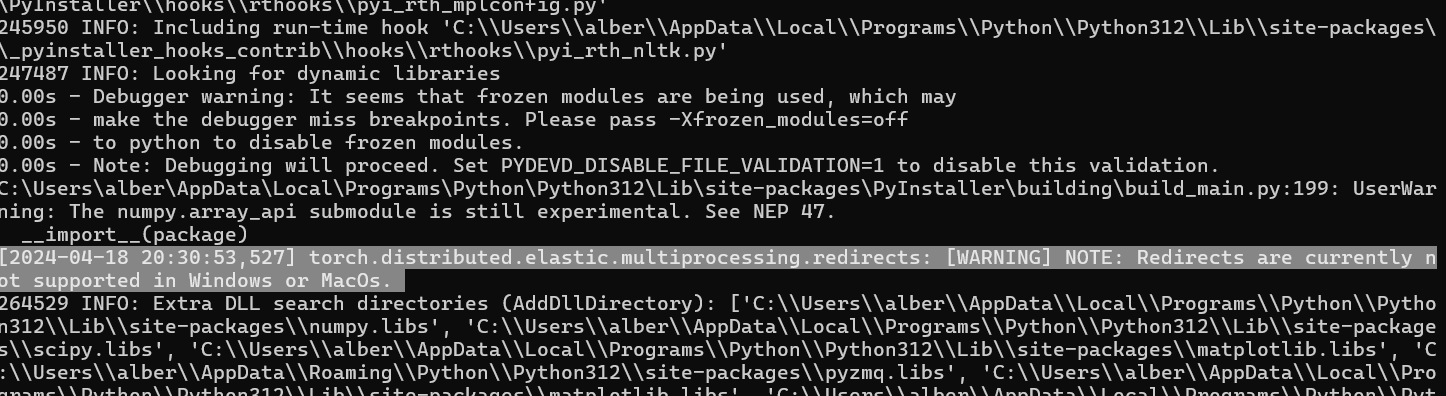 \PyInstaller\\hooks\\rthooks\\pyi_rth_mplconfig.py'
245950 INFO: Including run-time hook 'C:\\Users\\alber\\AppData\\Local\\Programs\\Python\\Python312\\Lib\\site-packages\
\_pyinstaller_hooks_contrib\\hooks\\rthooks\\pyi_rth_nltk.py'
247487 INFO: Looking for dynamic libraries
0.00s - Debugger warning: It seems that frozen modules are being used, which may
0.00s - make the debugger miss breakpoints. Please pass -Xfrozen_modules=off
0.00s - to python to disable frozen modules.
0.00s - Note: Debugging will proceed. Set PYDEVD_DISABLE_FILE_VALIDATION=1 to disable this validation.
C:\Users\alber\AppData\Local\Programs\Python\Python312\Lib\site-packages\PyInstaller\building\build_main.py:199: UserWar
ning: The numpy.array_api submodule is still experimental. See NEP 47.
__import__(package)
[2024-04-18 20:30:53,527] torch.distributed.elastic.multiprocessing.redirects: [WARNING] NOTE: Redirects are currently n
ot supported in Windows or MacOs.
264529 INFO: Extra DLL search directories (AddDllDirectory): ['C:\\Users\\alber\\AppData\\Local\\Programs\\Python\\Pytho
n312\\Lib\\site-packages\\numpy.libs', 'C:\\Users\\alber\\AppData\\Local\\Programs\\Python\\Python312\\Lib\\site-package
s\\scipy.libs', 'C:\\Users\\alber\\AppData\\Local\\Programs\\Python\\Python312\\Lib\\site-packages\\matplotlib.libs', 'C
:\\Users\\alber\\AppData\\Roaming\\Python\\Python312\\site-packages\\pyzmq.libs', 'C:\\Users\\alber\\AppData\\Local\\Pro
grams\\Python\\Python312\\Lib\\site-packages\\matplotlib.libs', 'C:\\Users\\alber\\AppData\\Local\\Programs\\Python\\Pyt